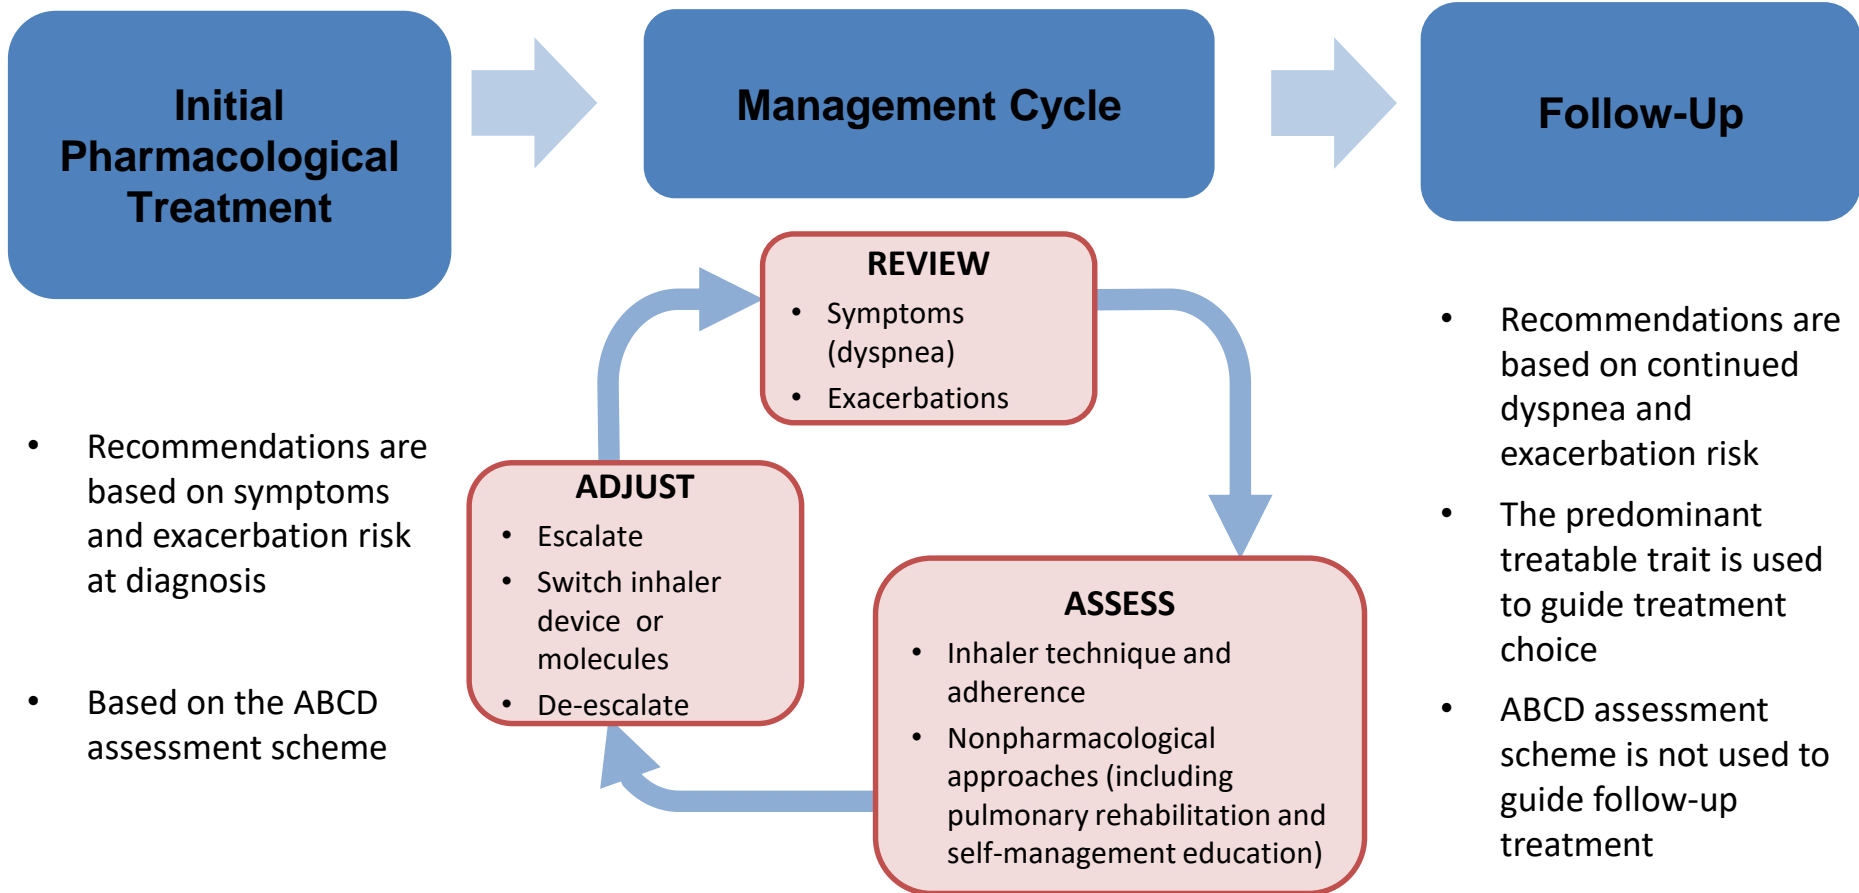 Initial
Pharmacological
Treatment
Management Cycle
Follow-Up
• Recommendations are
based on symptoms
and exacerbation risk
at diagnosis
• Based on the ABCD
assessment scheme
REVIEW
• Symptoms
(dyspnea)
• Exacerbations
ASSESS
• Inhaler technique and
adherence
• Nonpharmacological
approaches (including
pulmonary rehabilitation and
self-management education)
ADJUST
• Escalate
• Switch inhaler
device or
molecules
• De-escalate
• Recommendations are
based on continued
dyspnea and
exacerbation risk
• The predominant
treatable trait is used
to guide treatment
choice
• ABCD assessment
scheme is not used to
guide follow-up
treatment